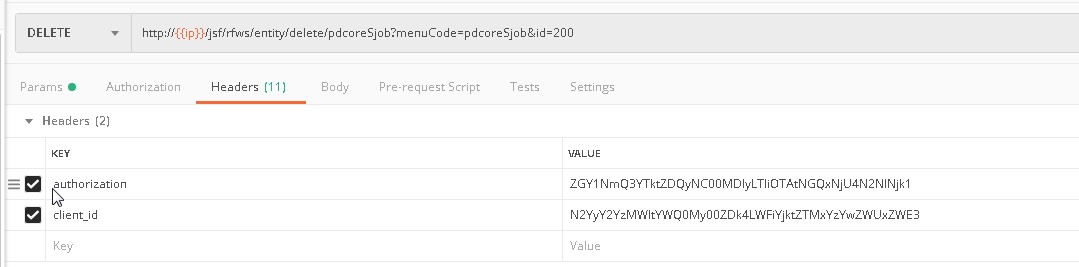 DELETE http://{{ip}}/jsf/rfws/entity/delete/pdcoreSjob?menuCode=pdcoreSjob&id=200
Params Authorization Headers (11) Body Pre-request Script Tests Settings
Headers (2)
KEY VALUE
authorization ZGY1NmQ3YTktZDQyNC00MDIyLTliOTAtNGQxNjU4N2NlNjk1
client_id N2YyY2YzMWItYWQ0My00ZDk4LWFiYjktZTMxYzYwZWUxZWE3
Key Value